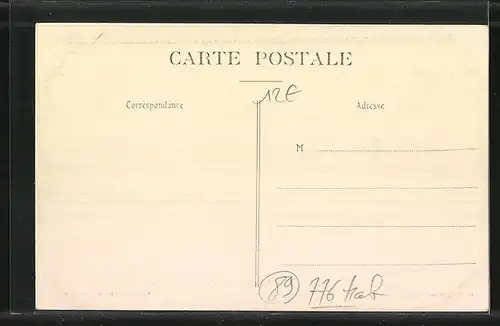 CARTE POSTALE
12€
Correspondance
Adresse
M
89 776